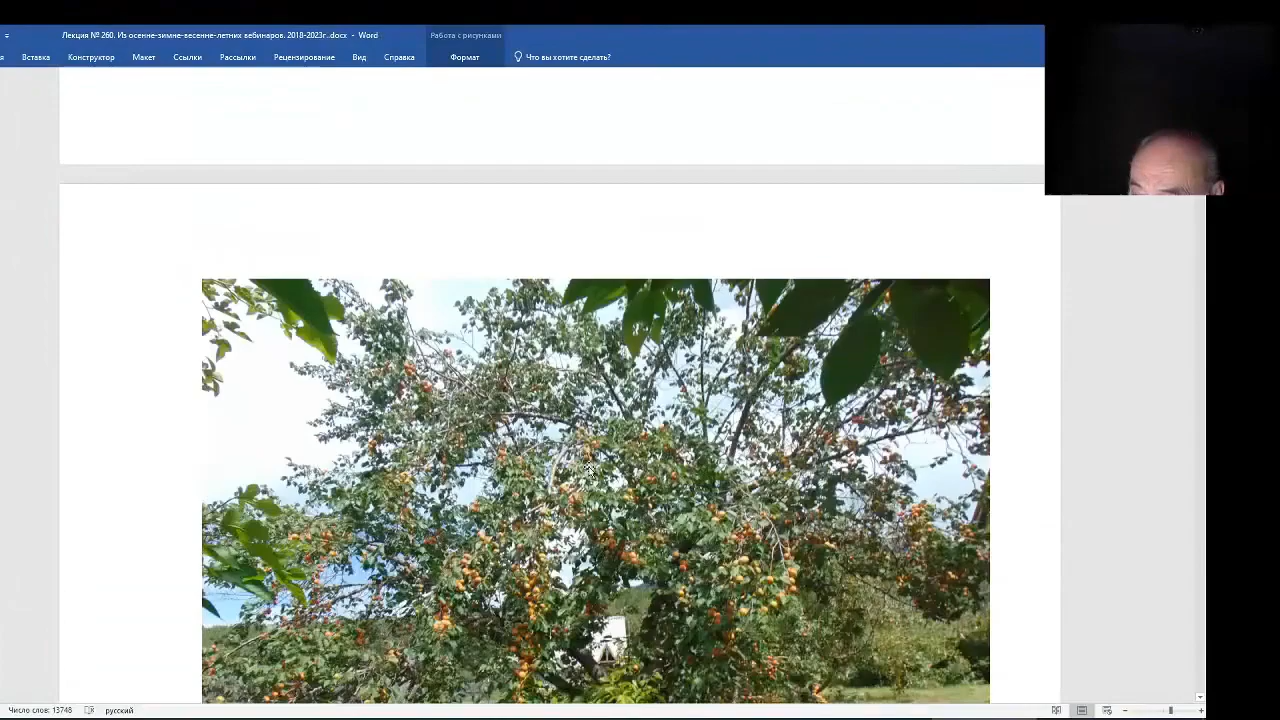 Лекция № 260. Из осенне-зимне-весенне-летних вебинаров. 2018-2023г..docx - Word
Работа с рисунками
я Вставка Конструктор Макет Ссылки Рассылки Рецензирование Вид Справка Формат Что вы хотите сделать?
Число слов: 13748 русский